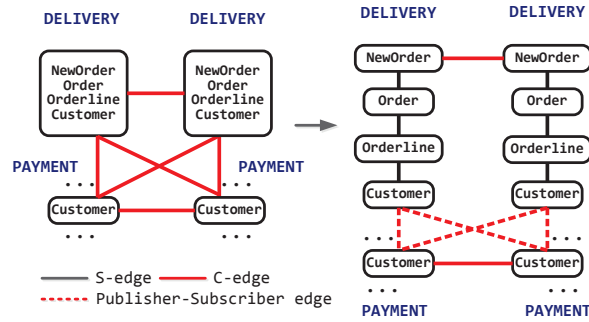 DELIVERY DELIVERY
NewOrder NewOrder
Order Order
Orderline Orderline
Customer Customer
PAYMENT PAYMENT
... ...
Customer Customer
... ...
DELIVERY DELIVERY
NewOrder NewOrder
Order Order
Orderline Orderline
Customer Customer
... ...
Customer Customer
... ...
PAYMENT PAYMENT
S-edge C-edge
Publisher-Subscriber edge